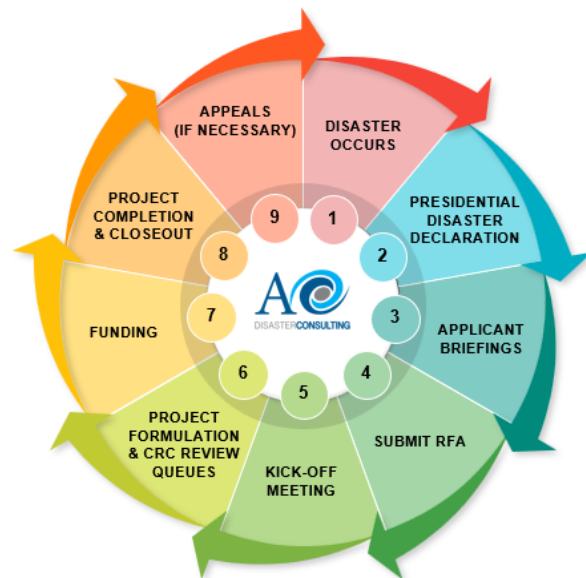 1
DISASTER
OCCURS
2
PRESIDENTIAL
DISASTER
DECLARATION
3
APPLICANT
BRIEFINGS
4
SUBMIT RFA
5
KICK-OFF
MEETING
6
PROJECT
FORMULATION
& CRC REVIEW
QUEUES
7
FUNDING
8
PROJECT
COMPLETION
& CLOSEOUT
9
APPEALS
(IF NECESSARY)
AC
DISASTERCONSULTING